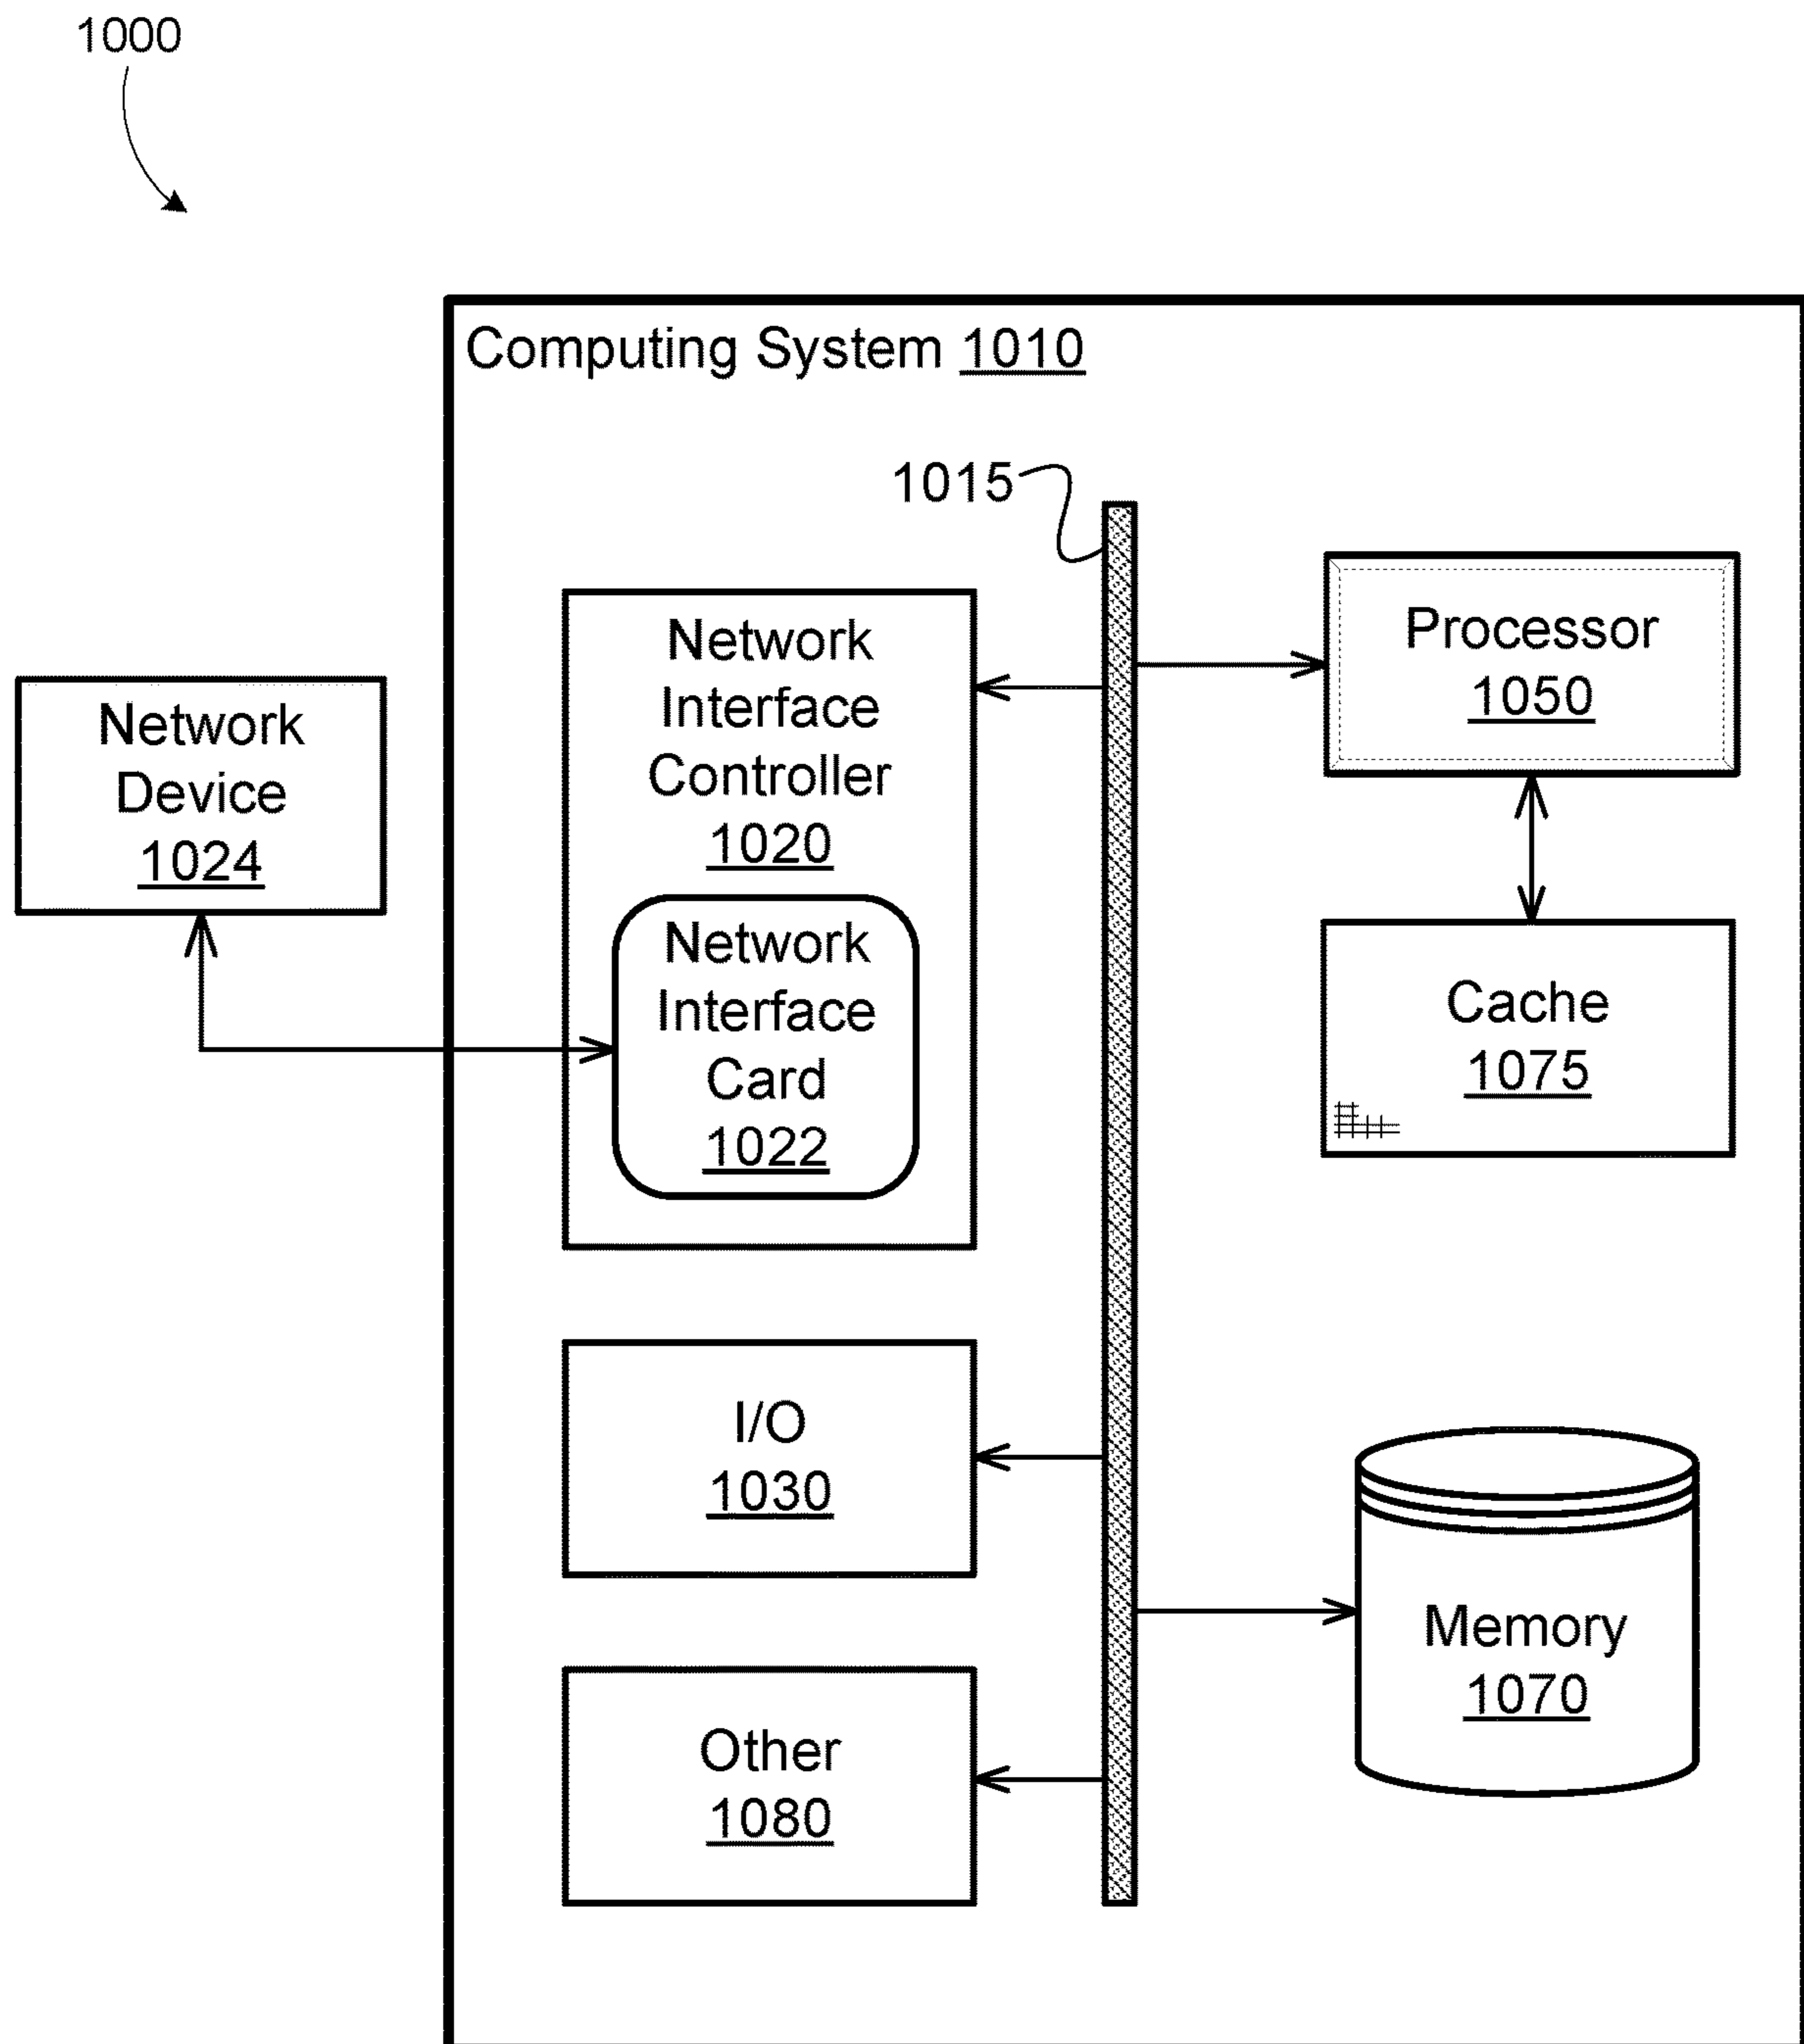 1000
Computing System 1010
1015
Network
Interface
Controller
1020
Network
Interface
Card
1022
Network
Device
1024
Processor
1050
Cache
1075
I/O
1030
Memory
1070
Other
1080